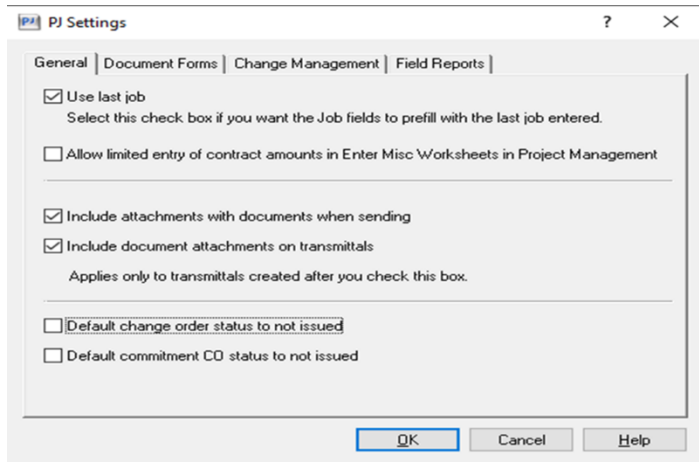 PJ PJ Settings ?
General Document Forms Change Management Field Reports
Use last job
Select this check box if you want the Job fields to prefill with the last job entered.
Allow limited entry of contract amounts in Enter Misc Worksheets in Project Management
Include attachments with documents when sending
Include document attachments on transmittals
Applies only to transmittals created after you check this box.
Default change order status to not issued
Default commitment CO status to not issued
OK Cancel Help